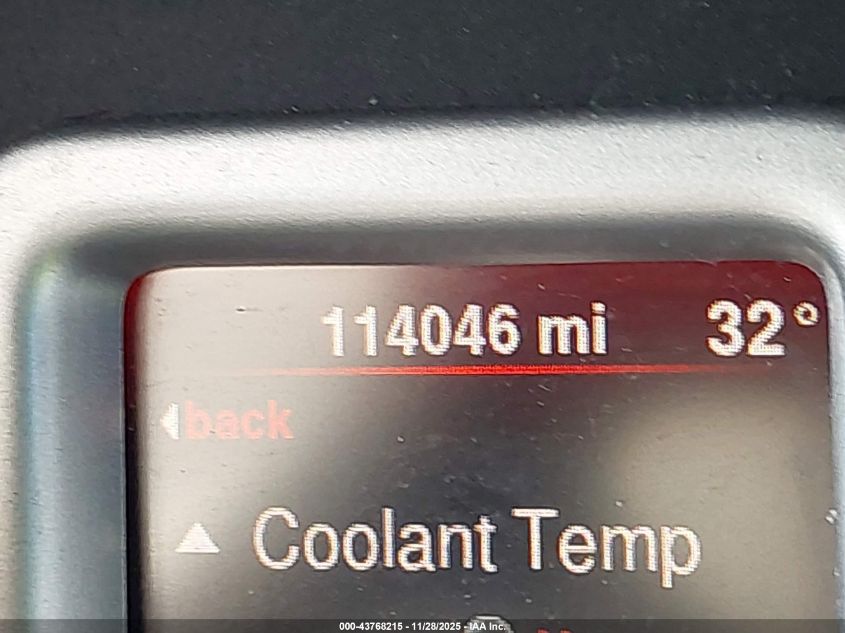 114046 mi 32°
back
Coolant Temp
000-43768215 - 11/28/2025 - IAA Inc.